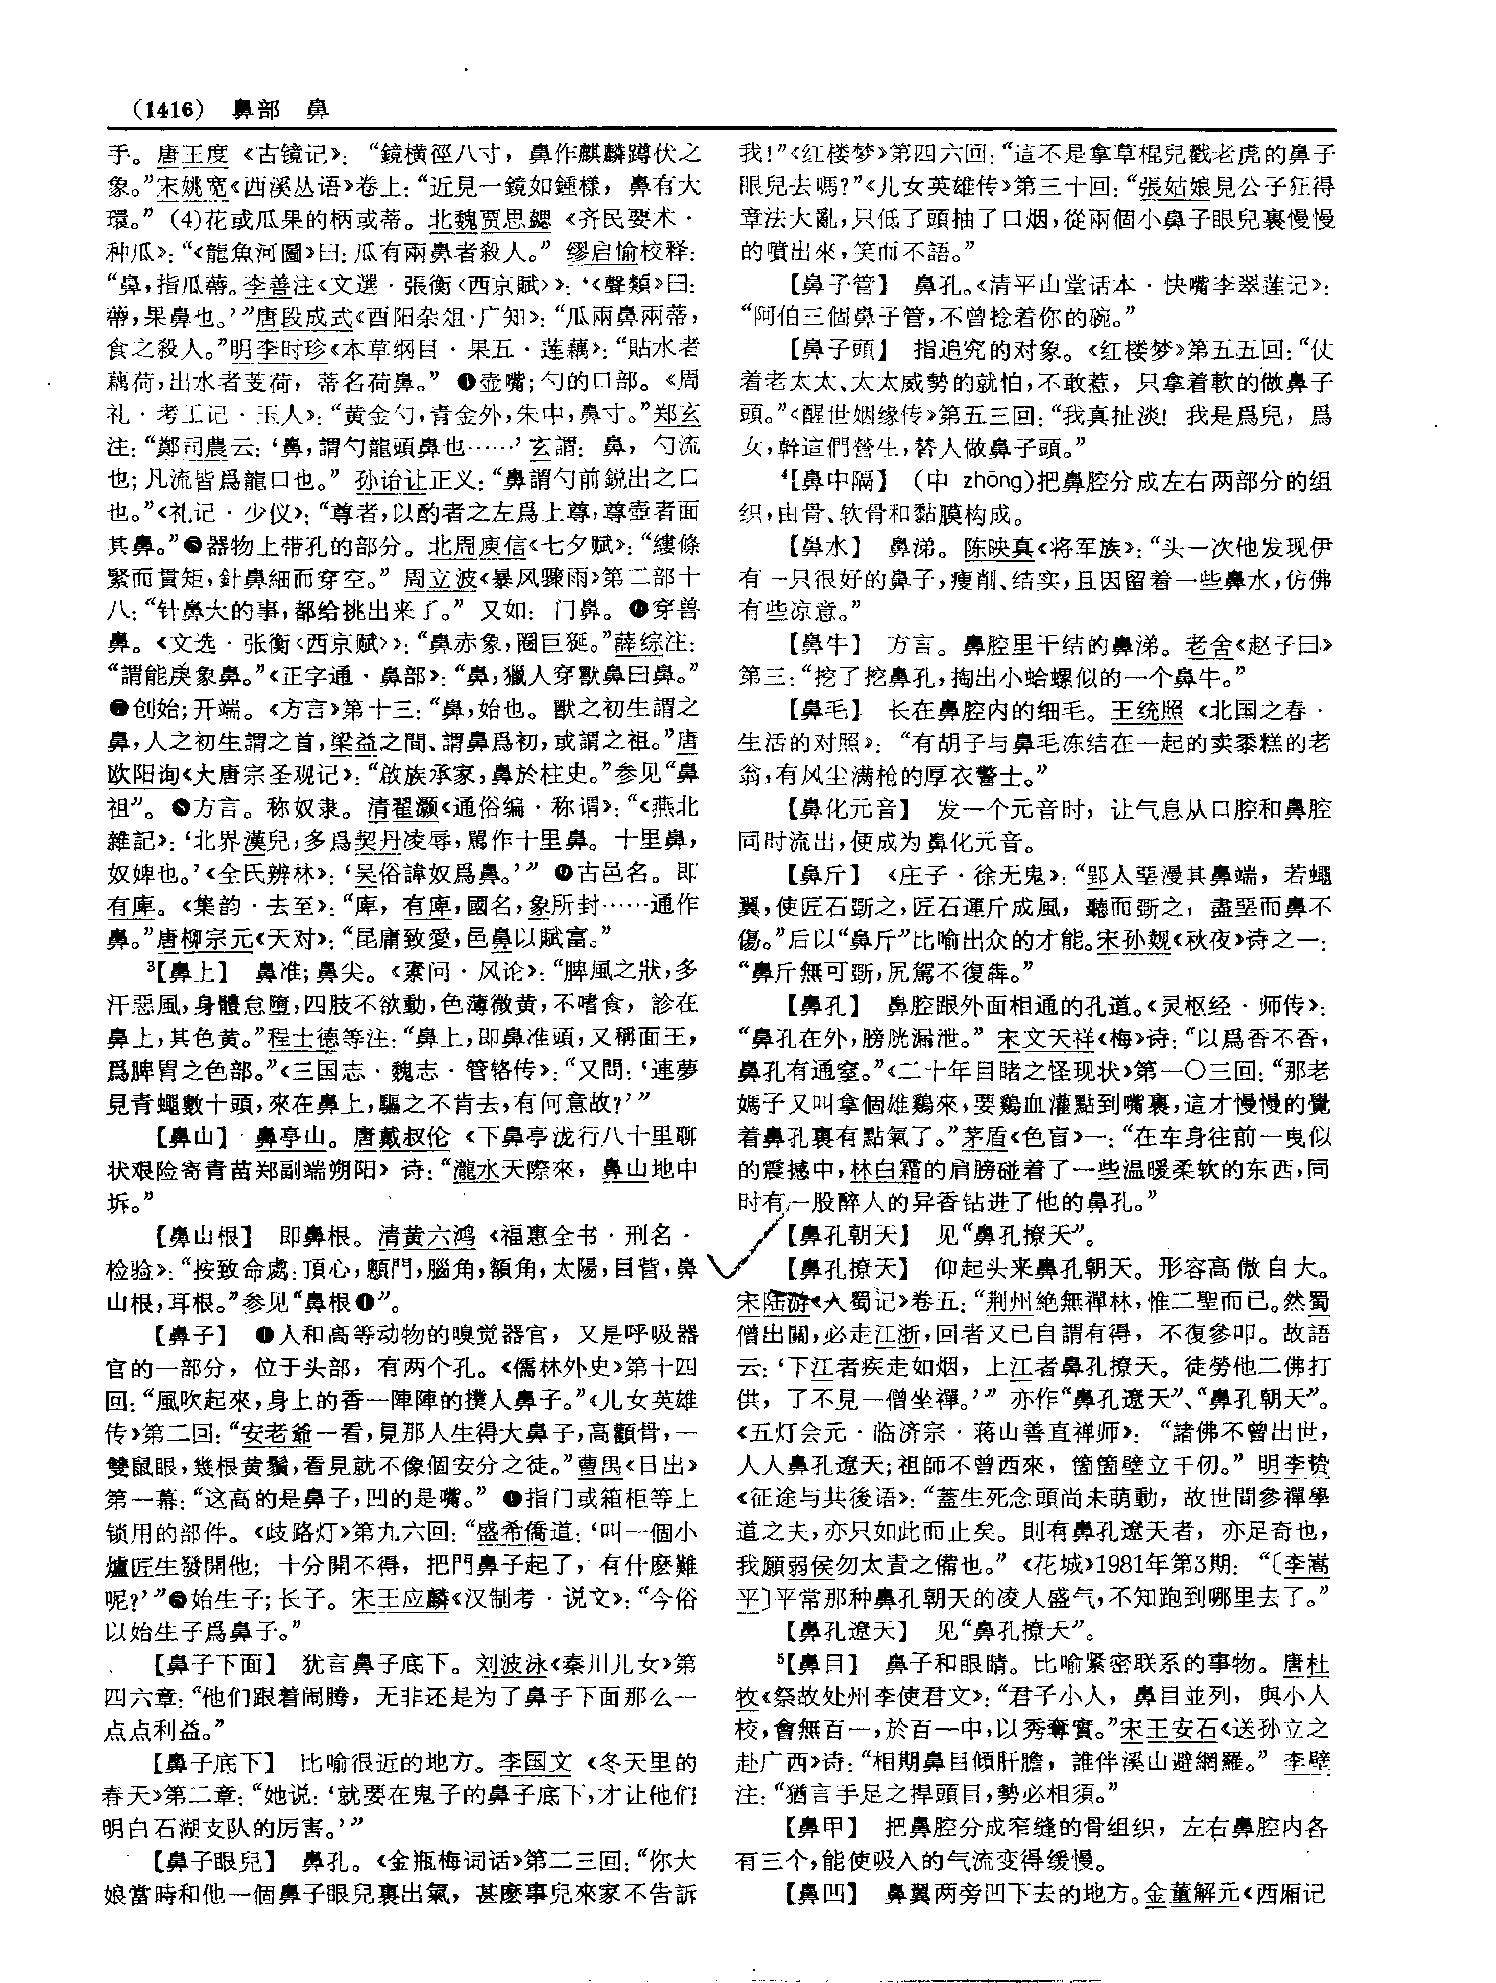 (1416) 鼻部 鼻
手。唐王度《古镜记》：“鏡橫徑八寸，鼻作麒麟蹲伏之
象。”宋姚宽《西溪丛语》卷上：“近見一鏡如鍾樣，鼻有大
環。” (4)花或瓜果的柄或蒂。北魏贾思勰《齐民要术·
种瓜》：“《龍魚河圖》曰：瓜有兩鼻者殺人。” 缪启愉校释：
“鼻，指瓜蒂。李善注《文選·張衡〈西京賦〉》：‘《聲類》曰：
蔕，果鼻也。’”唐段成式《酉阳杂俎·广知》：“瓜兩鼻兩蒂，
食之殺人。”明李时珍《本草纲目·果五·莲藕》：“貼水者
藕荷，出水者芰荷，蒂名荷鼻。” ❹壶嘴；勺的口部。《周
礼·考工记·玉人》：“黄金勺，青金外，朱中，鼻寸。”郑玄
注：“鄭司農云：‘鼻，謂勺龍頭鼻也……’玄謂：鼻，勺流
也；凡流皆爲龍口也。” 孙诒让正义：“鼻謂勺前鋭出之口
也。”《礼记·少仪》：“尊者，以酌者之左爲上尊，尊壺者面
其鼻。”❺器物上带孔的部分。北周庾信《七夕赋》：“縷條
緊而貫矩，針鼻細而穿空。” 周立波《暴风骤雨》第二部十
八：“针鼻大的事，都给挑出来了。” 又如：门鼻。❻穿兽
鼻。《文选·张衡〈西京赋〉》：“鼻赤象，圈巨狿。”薛综注：
“謂能戾象鼻。”《正字通·鼻部》：“鼻，獵人穿獸鼻曰鼻。”
❼创始；开端。《方言》第十三：“鼻，始也。獸之初生謂之
鼻，人之初生謂之首，梁益之間、謂鼻爲初，或謂之祖。”唐
欧阳询《大唐宗圣观记》：“啟族承家，鼻於柱史。”参见“鼻
祖”。❽方言。称奴隶。清翟灏《通俗编·称谓》：“《燕北
雜記》：‘北界漢兒，多爲契丹凌辱，駡作十里鼻。十里鼻，
奴婢也。’《全氏辨林》：‘吴俗諱奴爲鼻。’” ❾古邑名。即
有庳。《集韵·去至》：“庳，有庳，國名，象所封……通作
鼻。”唐柳宗元《天对》：“昆庸致愛，邑鼻以賦富。”
³【鼻上】 鼻准；鼻尖。《素问·风论》：“脾風之狀，多
汗惡風，身體怠墮，四肢不欲動，色薄微黄，不嗜食，診在
鼻上，其色黄。”程士德等注：“鼻上，即鼻准頭，又稱面王，
爲脾胃之色部。”《三国志·魏志·管辂传》：“又問：‘連夢
見青蠅數十頭，來在鼻上，驅之不肯去，有何意故？’”
【鼻山】 鼻亭山。唐戴叔伦《下鼻亭泷行八十里聊
状艰险寄青苗郑副端朔阳》诗：“瀧水天際來，鼻山地中
坼。”
【鼻山根】 即鼻根。清黄六鸿《福惠全书·刑名·
检验》：“按致命處：頂心，顖門，腦角，額角，太陽，目眥，鼻
山根，耳根。”参见“鼻根❶”。
【鼻子】 ❶人和高等动物的嗅觉器官，又是呼吸器
官的一部分，位于头部，有两个孔。《儒林外史》第十四
回：“風吹起來，身上的香一陣陣的撲人鼻子。”《儿女英雄
传》第二回：“安老爺一看，見那人生得大鼻子，高顴骨，一
雙鼠眼，幾根黄鬚，看見就不像個安分之徒。”曹禺《日出》
第一幕：“这高的是鼻子，凹的是嘴。” ❷指门或箱柜等上
锁用的部件。《歧路灯》第九六回：“盛希僑道：‘叫一個小
爐匠生發開他；十分開不得，把門鼻子起了，有什麽難
呢？’”❸始生子；长子。宋王应麟《汉制考·说文》：“今俗
以始生子爲鼻子。”
【鼻子下面】 犹言鼻子底下。刘波泳《秦川儿女》第
四六章：“他们跟着闹腾，无非还是为了鼻子下面那么一
点点利益。”
【鼻子底下】 比喻很近的地方。李国文《冬天里的
春天》第二章：“她说：‘就要在鬼子的鼻子底下，才让他们
明白石湖支队的厉害。’”
【鼻子眼兒】 鼻孔。《金瓶梅词话》第二三回：“你大
娘當時和他一個鼻子眼兒裏出氣，甚麽事兒來家不告訴
我！”《红楼梦》第四六回：“這不是拿草棍兒戳老虎的鼻子
眼兒去嗎？”《儿女英雄传》第三十回：“張姑娘見公子狂得
章法大亂，只低了頭抽了口烟，從兩個小鼻子眼兒裏慢慢
的噴出來，笑而不語。”
【鼻子管】 鼻孔。《清平山堂话本·快嘴李翠莲记》：
“阿伯三個鼻子管，不曾捻着你的碗。”
【鼻子頭】 指追究的对象。《红楼梦》第五五回：“仗
着老太太、太太威勢的就怕，不敢惹，只拿着軟的做鼻子
頭。”《醒世姻缘传》第五三回：“我真扯淡！我是爲兒，爲
女，幹這們營生，替人做鼻子頭。”
⁴【鼻中隔】 (中 zhōng)把鼻腔分成左右两部分的组
织，由骨、软骨和黏膜构成。
【鼻水】 鼻涕。陈映真《将军族》：“头一次他发现伊
有一只很好的鼻子，瘦削、结实，且因留着一些鼻水，仿佛
有些凉意。”
【鼻牛】 方言。鼻腔里干结的鼻涕。老舍《赵子曰》
第三：“挖了挖鼻孔，掏出小蛤螺似的一个鼻牛。”
【鼻毛】 长在鼻腔内的细毛。王统照《北国之春·
生活的对照》：“有胡子与鼻毛冻结在一起的卖黍糕的老
翁，有风尘满枪的厚衣警士。”
【鼻化元音】 发一个元音时，让气息从口腔和鼻腔
同时流出，便成为鼻化元音。
【鼻斤】 《庄子·徐无鬼》：“郢人堊漫其鼻端，若蠅
翼，使匠石斲之，匠石運斤成風，聽而斲之，盡堊而鼻不
傷。”后以“鼻斤”比喻出众的才能。宋孙觌《秋夜》诗之一：
“鼻斤無可斲，尻駕不復犇。”
【鼻孔】 鼻腔跟外面相通的孔道。《灵枢经·师传》：
“鼻孔在外，膀胱漏泄。” 宋文天祥《梅》诗：“以爲香不香，
鼻孔有通窒。”《二十年目睹之怪现状》第一〇三回：“那老
媽子又叫拿個雄鷄來，要鷄血灌點到嘴裏，這才慢慢的覺
着鼻孔裏有點氣了。”茅盾《色盲》一：“在车身往前一曳似
的震撼中，林白霜的肩膀碰着了一些温暖柔软的东西，同
时有一股醉人的异香钻进了他的鼻孔。”
【鼻孔朝天】 见“鼻孔撩天”。
【鼻孔撩天】 仰起头来鼻孔朝天。形容高傲自大。
宋陆游《入蜀记》卷五：“荆州絶無禪林，惟二聖而已。然蜀
僧出關，必走江浙，回者又已自謂有得，不復參叩。故語
云：‘下江者疾走如烟，上江者鼻孔撩天。徒勞他二佛打
供，了不見一僧坐禪。’” 亦作“鼻孔遼天”、“鼻孔朝天”。
《五灯会元·临济宗·蒋山善直禅师》：“諸佛不曾出世，
人人鼻孔遼天；祖師不曾西來，箇箇壁立千仞。” 明李贽
《征途与共後语》：“蓋生死念頭尚未萌動，故世間參禪學
道之夫，亦只如此而止矣。則有鼻孔遼天者，亦足奇也，
我願弱侯勿太責之備也。” 《花城》1981年第3期：“〔李嵩
平〕平常那种鼻孔朝天的凌人盛气，不知跑到哪里去了。”
【鼻孔遼天】 见“鼻孔撩天”。
⁵【鼻目】 鼻子和眼睛。比喻紧密联系的事物。唐杜
牧《祭故处州李使君文》：“君子小人，鼻目並列，與小人
校，會無百一，於百一中，以秀奪實。”宋王安石《送孙立之
赴广西》诗：“相期鼻目傾肝膽，誰伴溪山避網羅。” 李壁
注：“猶言手足之捍頭目，勢必相須。”
【鼻甲】 把鼻腔分成窄缝的骨组织，左右鼻腔内各
有三个，能使吸入的气流变得缓慢。
【鼻凹】 鼻翼两旁凹下去的地方。金董解元《西厢记